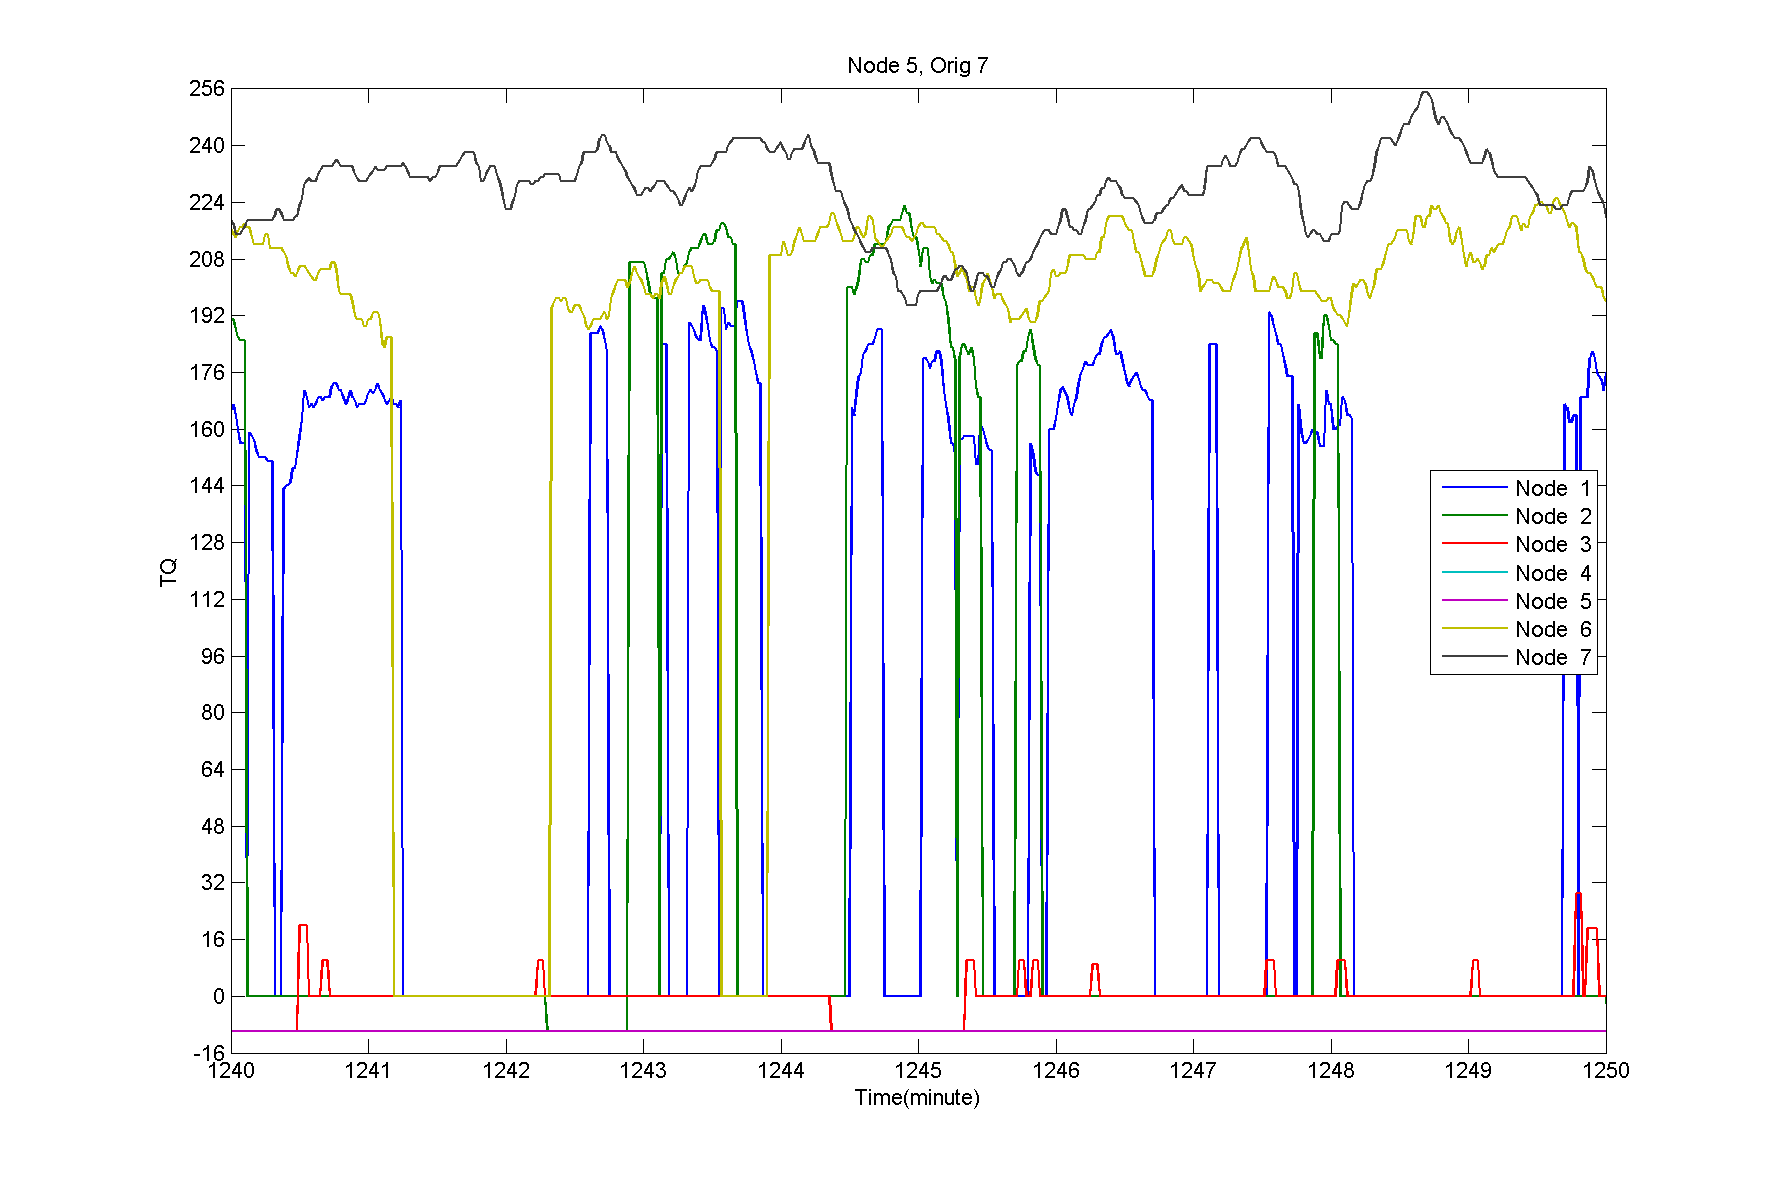 Node 5, Orig 7
256
240
224
208
192
176
160
144
128
112
96
80
64
48
32
16
0
-16
TQ
Node 1
Node 2
Node 3
Node 4
Node 5
Node 6
Node 7
1240 1241 1242 1243 1244 1245 1246 1247 1248 1249 1250
Time(minute)